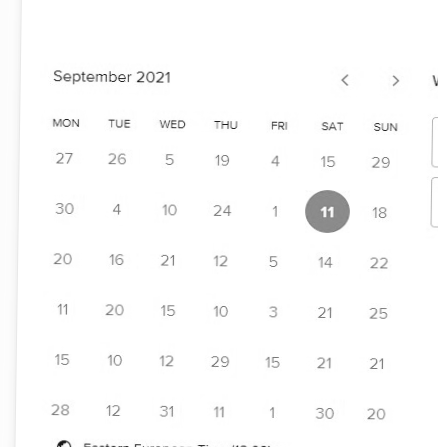 September 2021 < >
MON TUE WED THU FRI SAT SUN
27 26 5 19 4 15 29
30 4 10 24 1 11 18
20 16 21 12 5 14 22
11 20 15 10 3 21 25
15 10 12 29 15 21 21
28 12 31 11 1 30 20